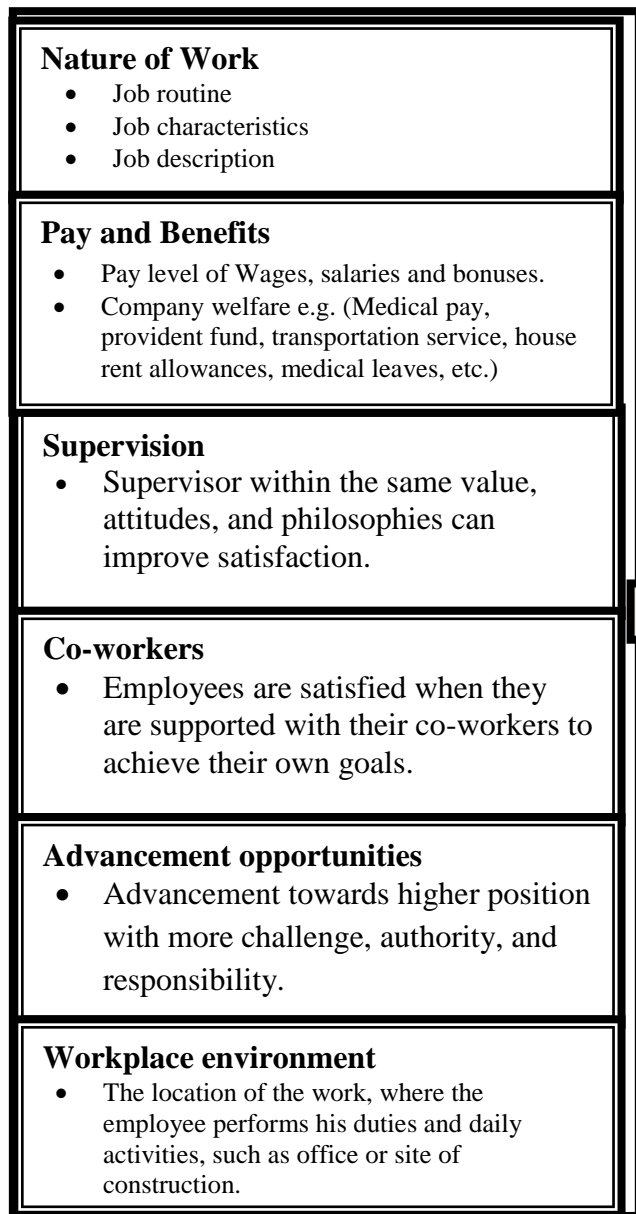 Nature of Work
• Job routine
• Job characteristics
• Job description
Pay and Benefits
• Pay level of Wages, salaries and bonuses.
• Company welfare e.g. (Medical pay,
provident fund, transportation service, house
rent allowances, medical leaves, etc.)
Supervision
• Supervisor within the same value,
attitudes, and philosophies can
improve satisfaction.
Co-workers
• Employees are satisfied when they
are supported with their co-workers to
achieve their own goals.
Advancement opportunities
• Advancement towards higher position
with more challenge, authority, and
responsibility.
Workplace environment
• The location of the work, where the
employee performs his duties and daily
activities, such as office or site of
construction.